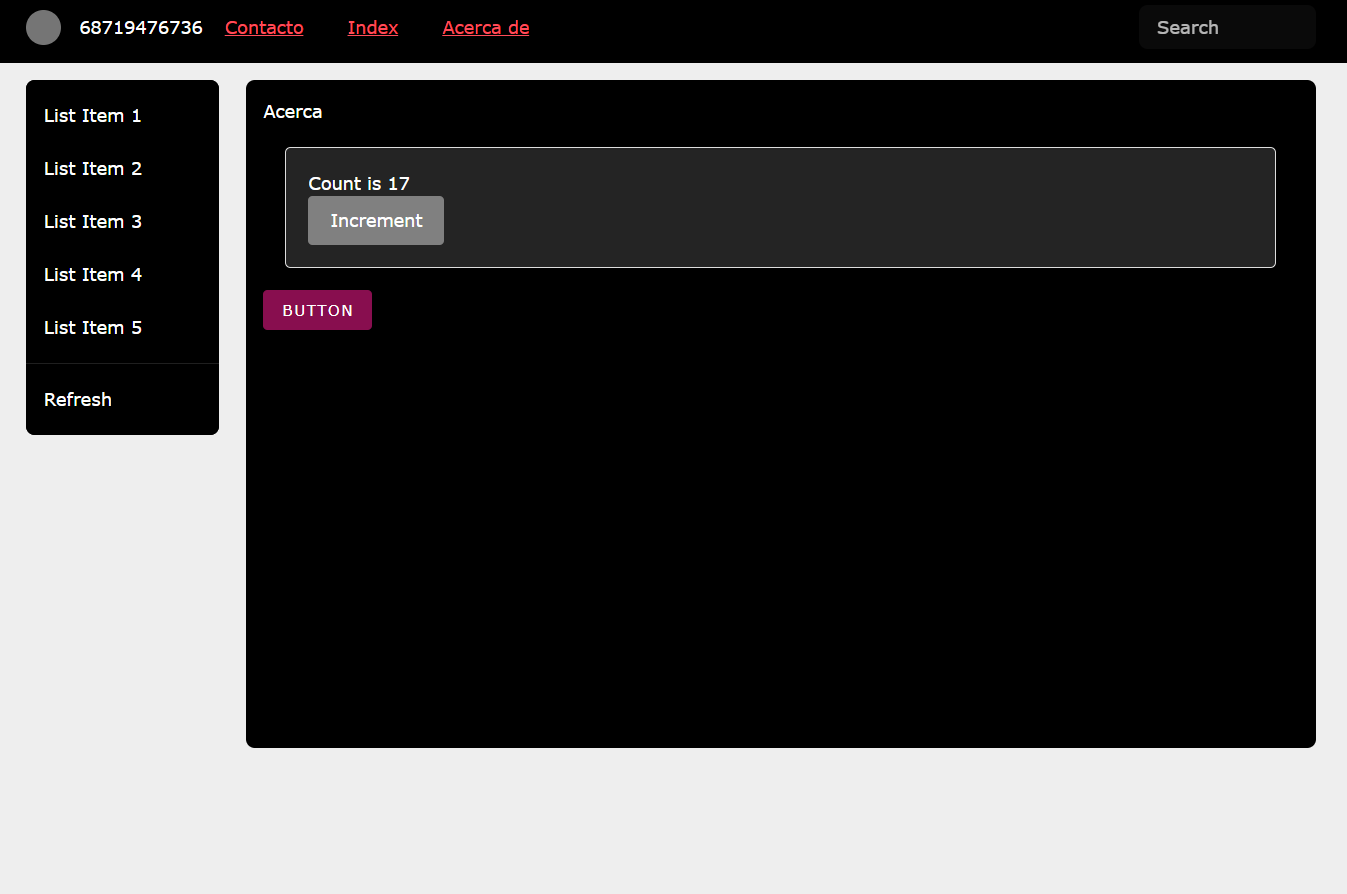 68719476736 Contacto Index Acerca de Search
List Item 1
List Item 2
List Item 3
List Item 4
List Item 5
Refresh
Acerca
Count is 17
Increment
BUTTON